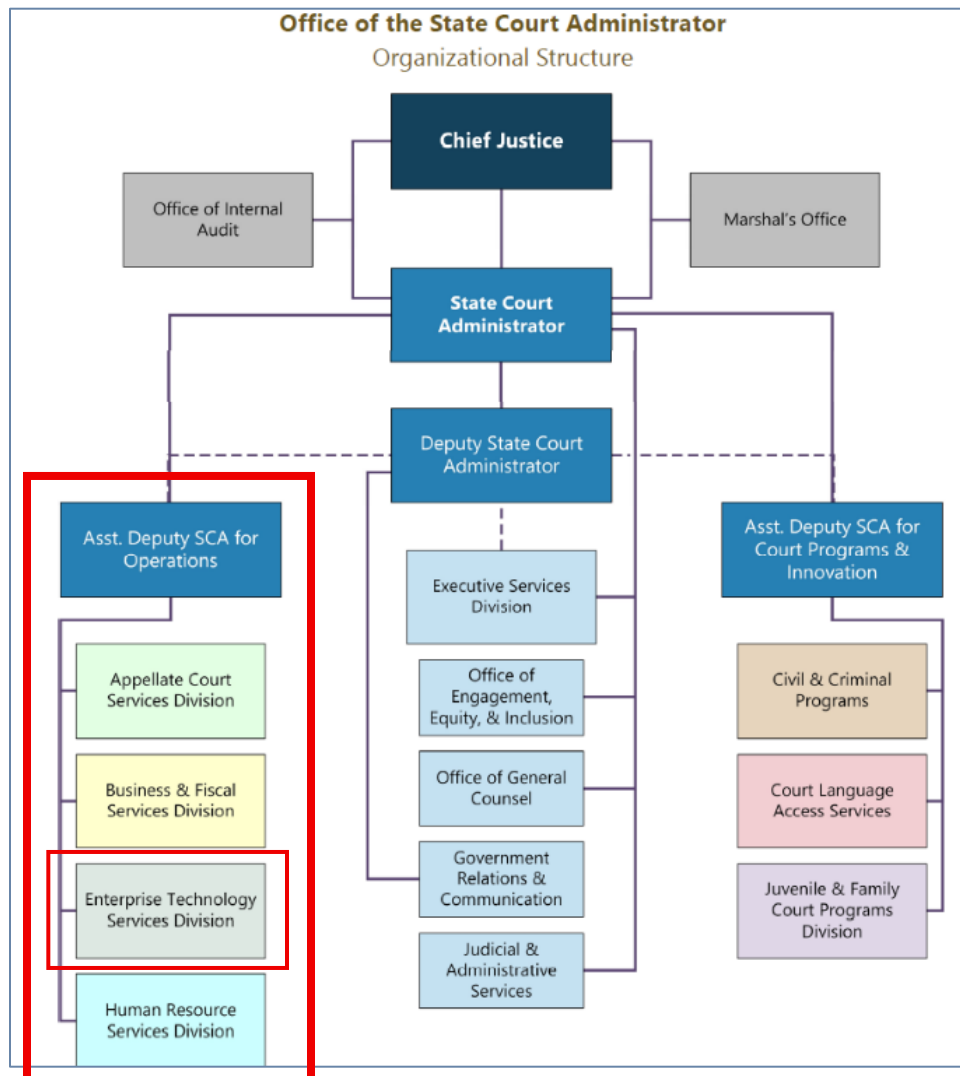 Office of the State Court Administrator
Organizational Structure
Chief Justice
Office of Internal
Audit
Marshal's Office
State Court
Administrator
Deputy State Court
Administrator
Asst. Deputy SCA for
Operations
Asst. Deputy SCA for
Court Programs &
Innovation
Appellate Court
Services Division
Business & Fiscal
Services Division
Enterprise Technology
Services Division
Human Resource
Services Division
Executive Services
Division
Office of
Engagement,
Equity, & Inclusion
Office of General
Counsel
Government
Relations &
Communication
Judicial &
Administrative
Services
Civil & Criminal
Programs
Court Language
Access Services
Juvenile & Family
Court Programs
Division